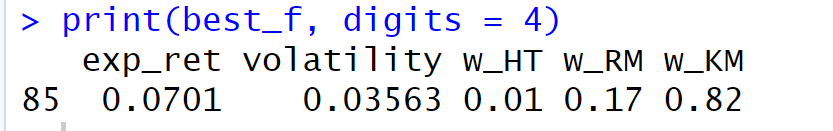 > print(best_f, digits = 4)
exp_ret volatility w_HT w_RM w_KM
85 0.0701 0.03563 0.01 0.17 0.82